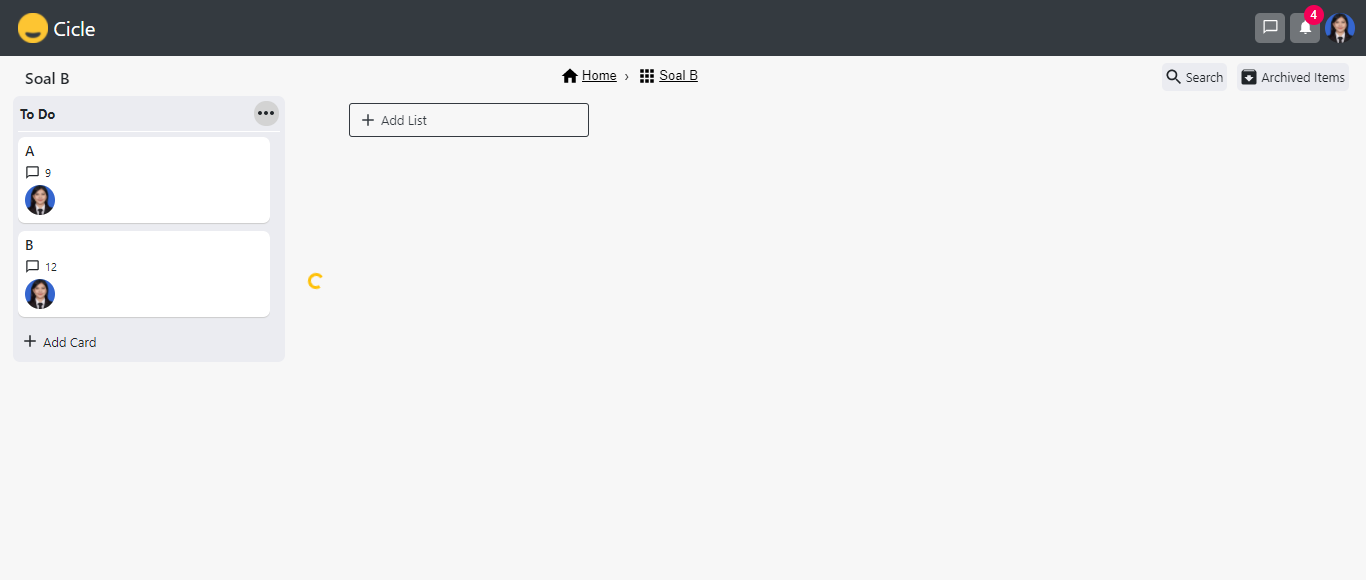 Cicle
4
Soal B
Home › Soal B
Search
Archived Items
To Do
A
9
B
12
Add Card
Add List